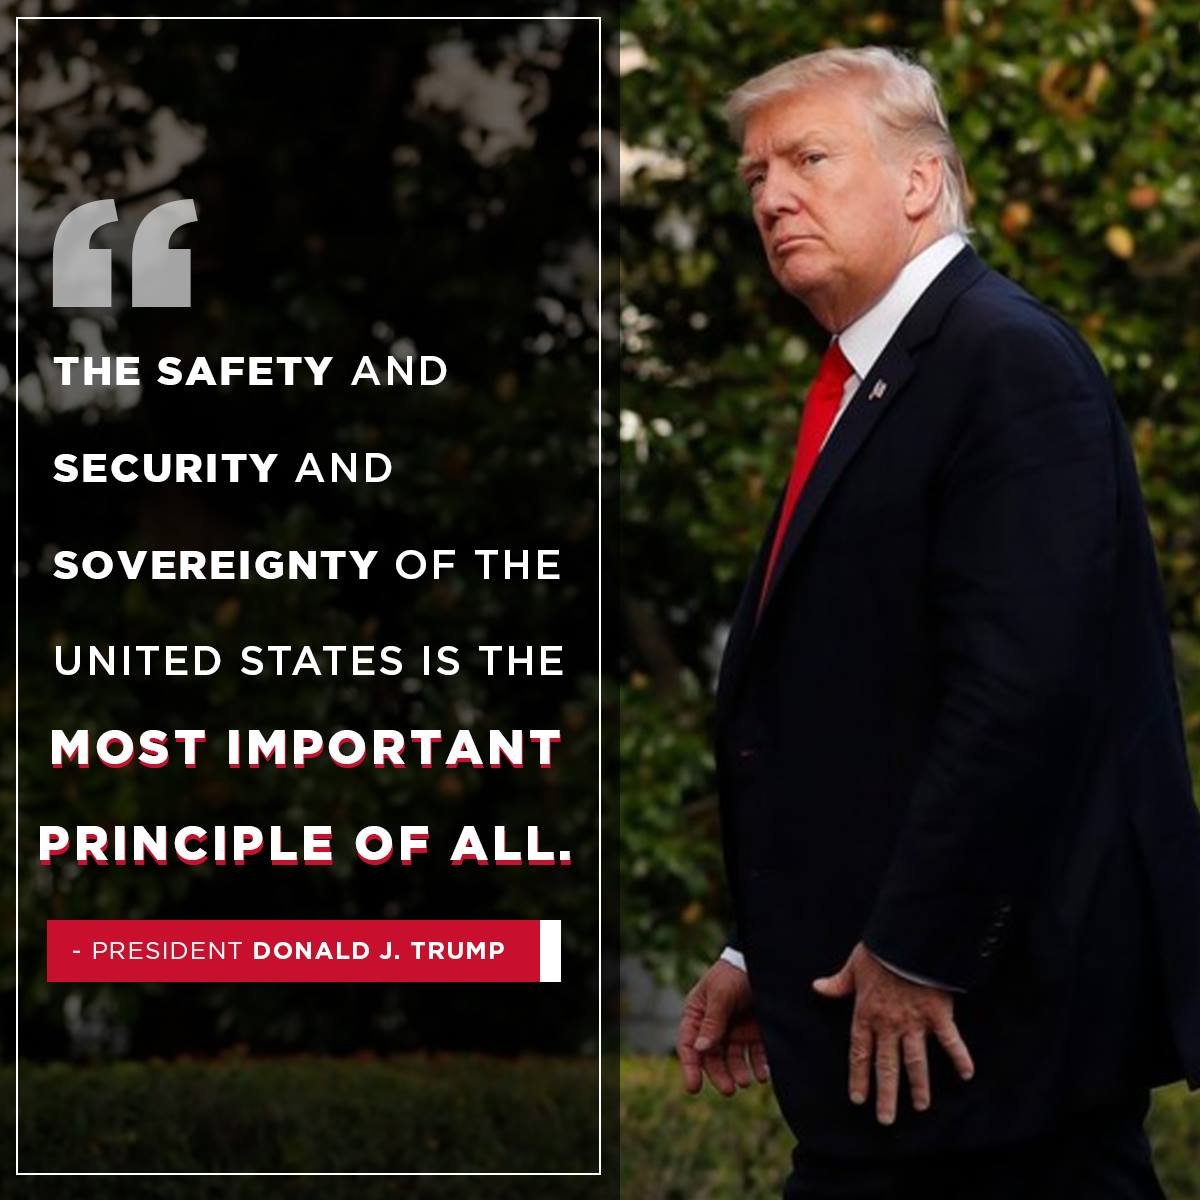 “
THE SAFETY AND
SECURITY AND
SOVEREIGNTY OF THE
UNITED STATES IS THE
MOST IMPORTANT
PRINCIPLE OF ALL.
- PRESIDENT DONALD J. TRUMP